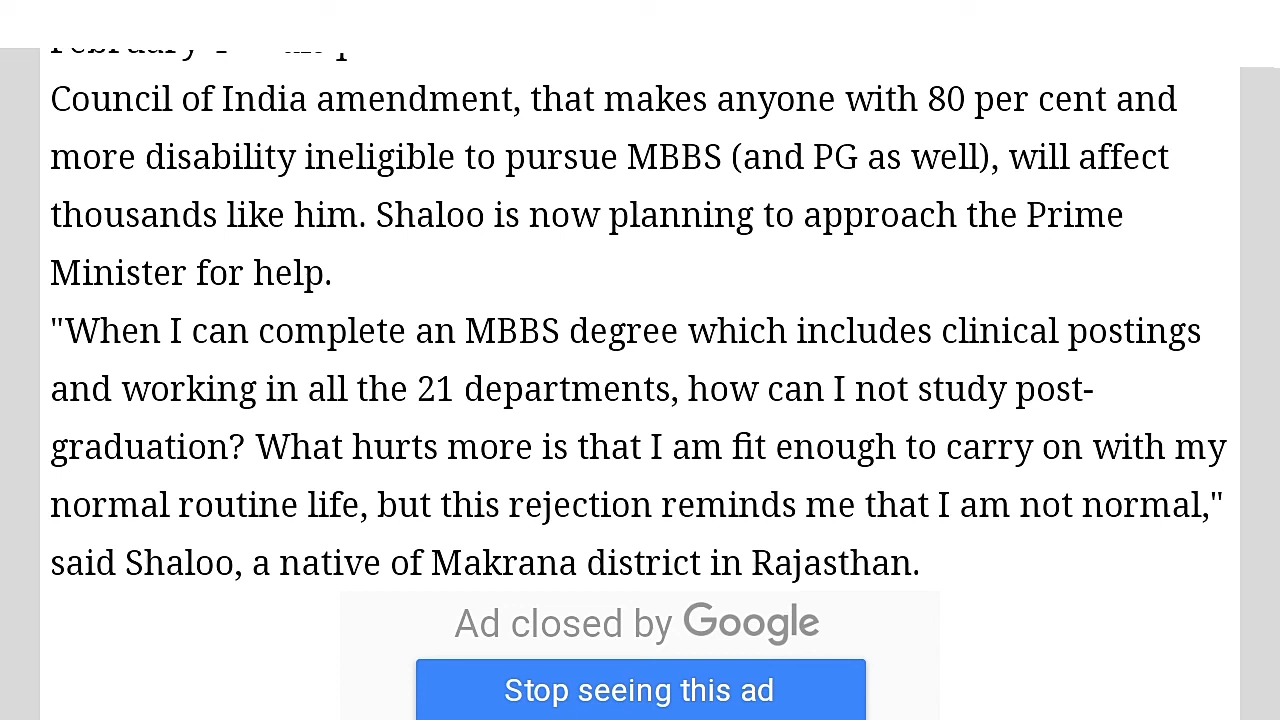 Council of India amendment, that makes anyone with 80 per cent and
more disability ineligible to pursue MBBS (and PG as well), will affect
thousands like him. Shaloo is now planning to approach the Prime
Minister for help.
"When I can complete an MBBS degree which includes clinical postings
and working in all the 21 departments, how can I not study post-
graduation? What hurts more is that I am fit enough to carry on with my
normal routine life, but this rejection reminds me that I am not normal,"
said Shaloo, a native of Makrana district in Rajasthan.
Ad closed by Google
Stop seeing this ad